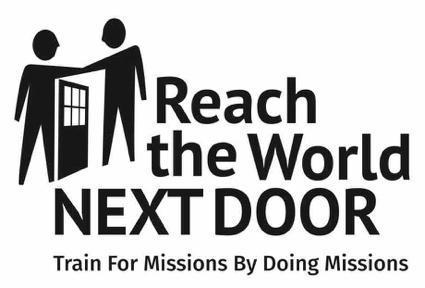 Reach
the World
NEXT DOOR
Train For Missions By Doing Missions